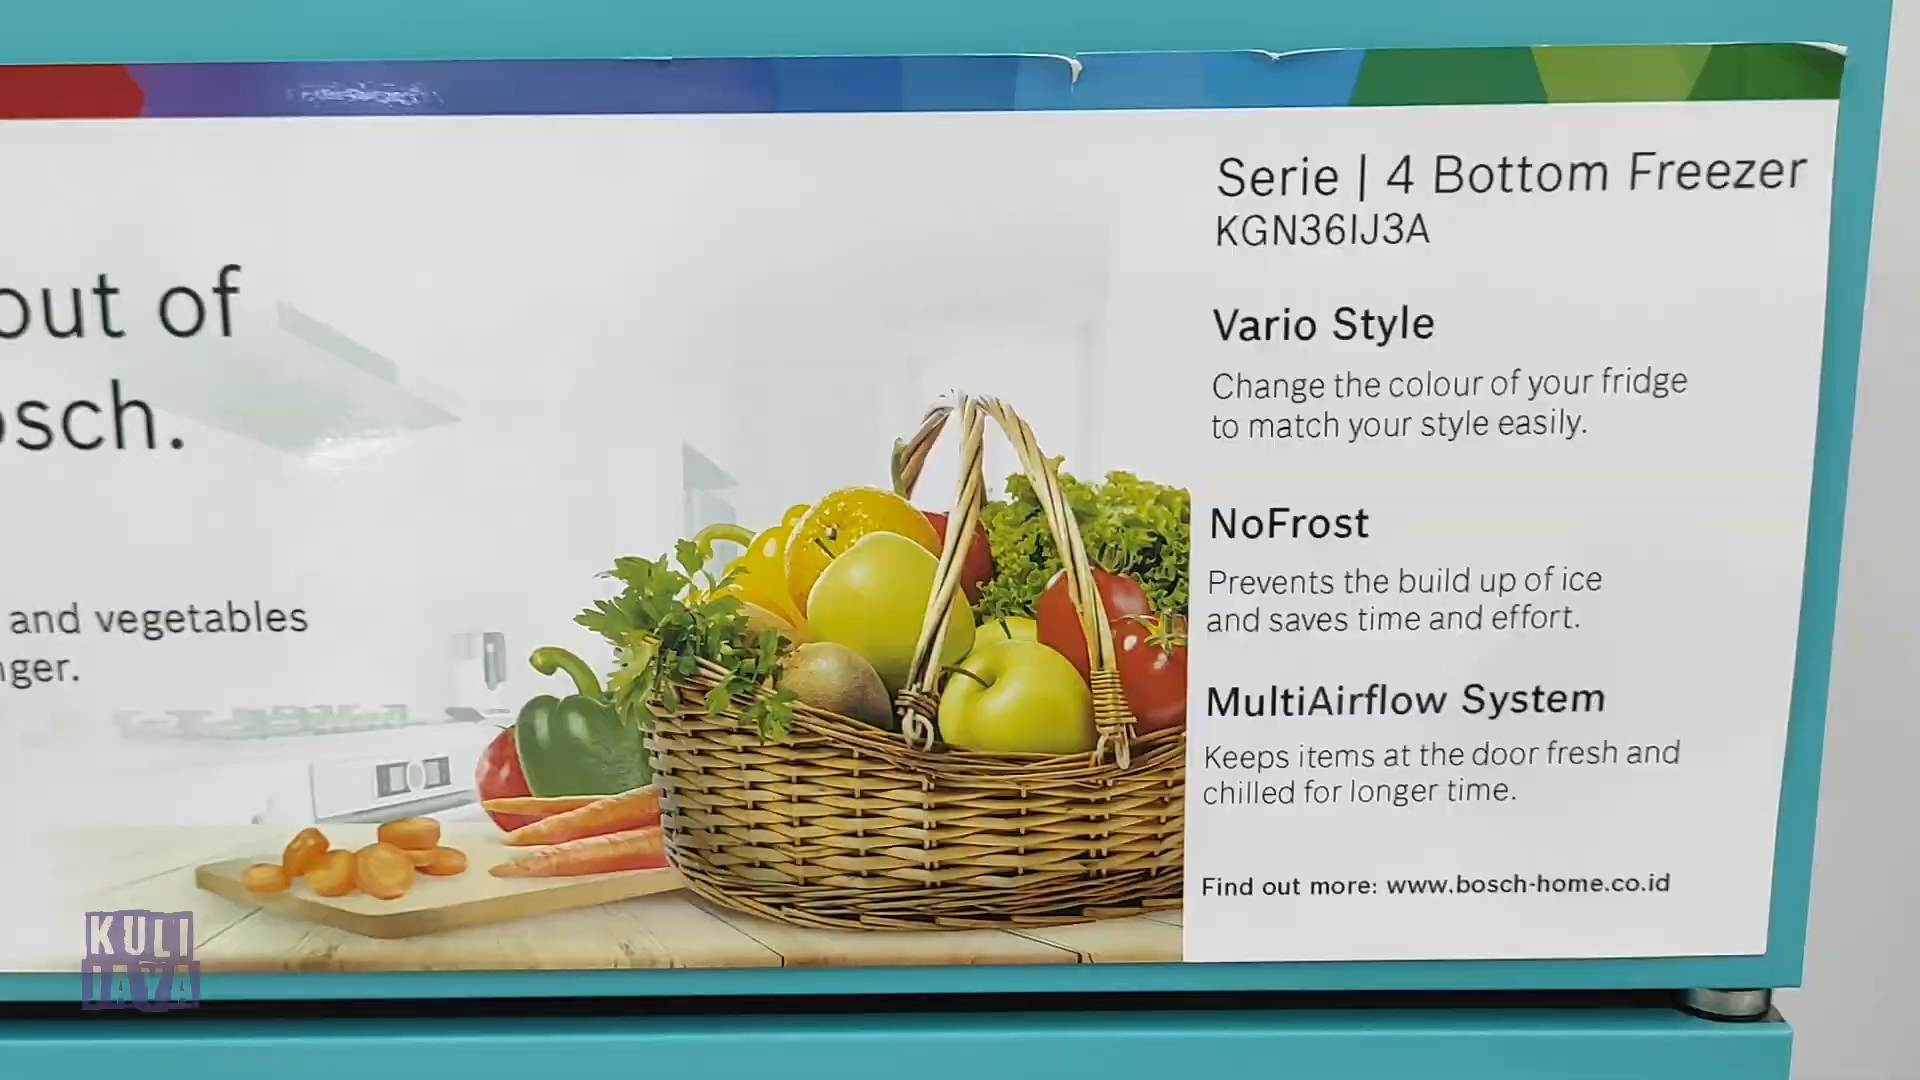 out of
osch.
and vegetables
nger.
Serie | 4 Bottom Freezer
KGN36IJ3A
Vario Style
Change the colour of your fridge
to match your style easily.
NoFrost
Prevents the build up of ice
and saves time and effort.
MultiAirflow System
Keeps items at the door fresh and
chilled for longer time.
Find out more: www.bosch-home.co.id
KULI
JAYA